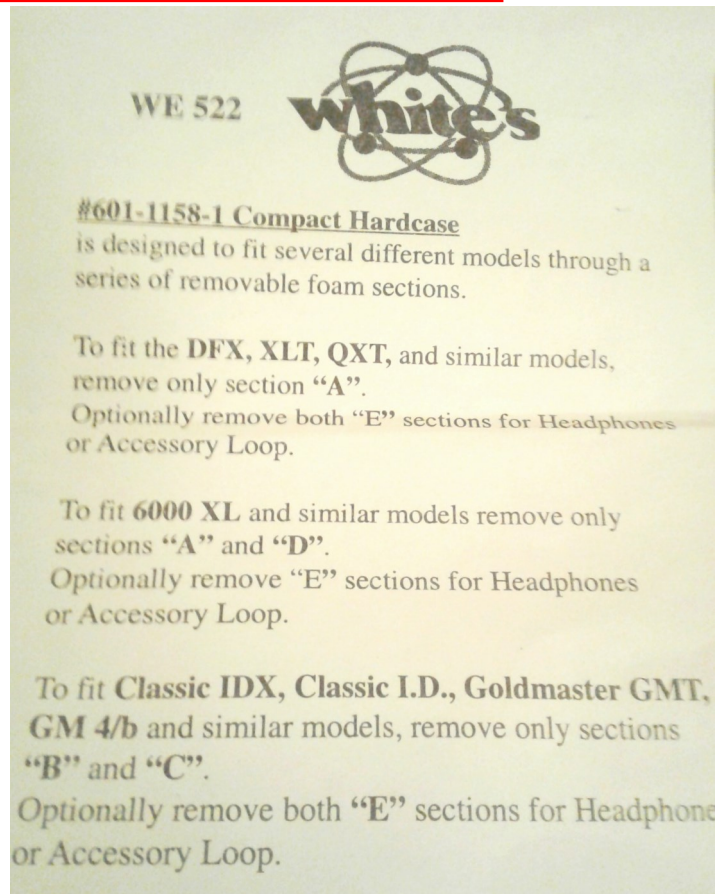 WE 522
white's
#601-1158-1 Compact Hardcase
is designed to fit several different models through a
series of removable foam sections.
To fit the DFX, XLT, QXT, and similar models,
remove only section “A”.
Optionally remove both “E” sections for Headphones
or Accessory Loop.
To fit 6000 XL and similar models remove only
sections “A” and “D”.
Optionally remove “E” sections for Headphones
or Accessory Loop.
To fit Classic IDX, Classic I.D., Goldmaster GMT,
GM 4/b and similar models, remove only sections
“B” and “C”.
Optionally remove both “E” sections for Headphone
or Accessory Loop.